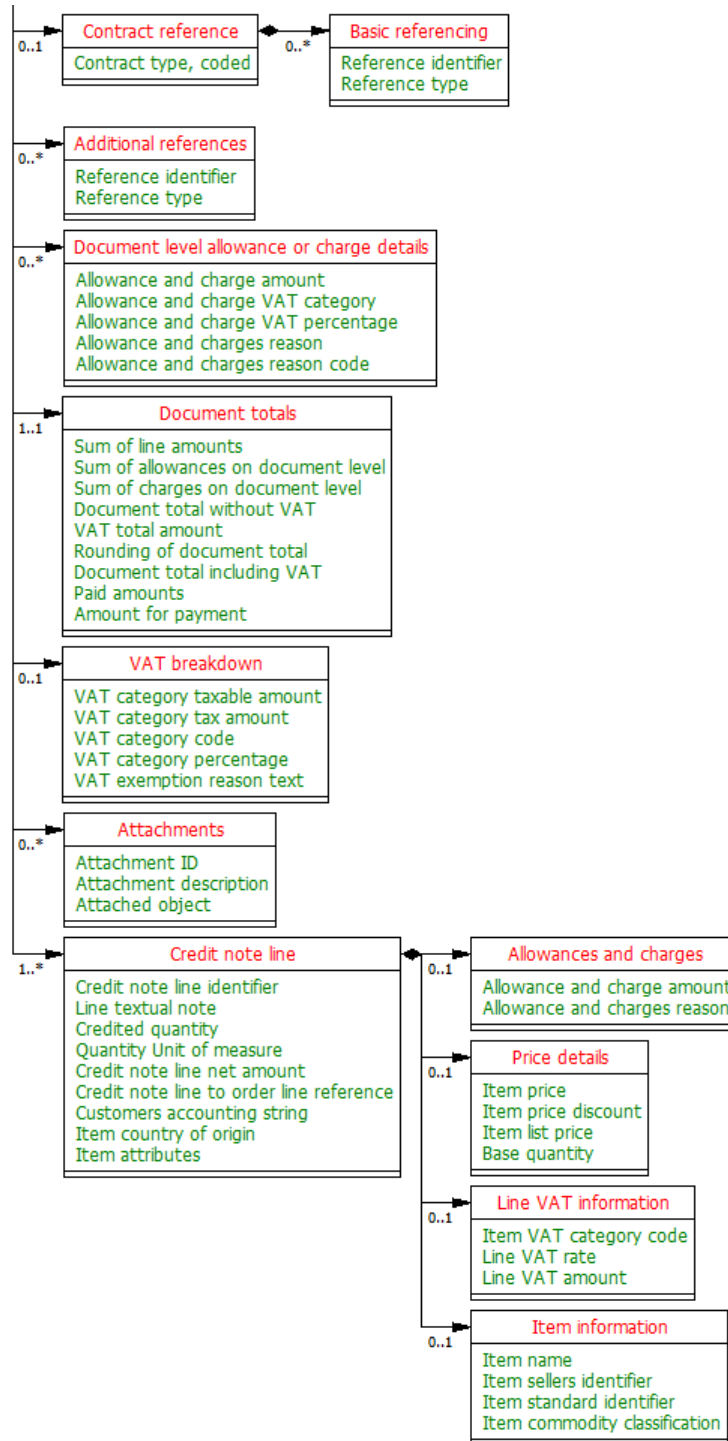 Contract reference
Basic referencing
0..1
0..*
Contract type, coded
Reference identifier
Reference type
Additional references
0..*
Reference identifier
Reference type
Document level allowance or charge details
0..*
Allowance and charge amount
Allowance and charge VAT category
Allowance and charge VAT percentage
Allowance and charges reason
Allowance and charges reason code
Document totals
1..1
Sum of line amounts
Sum of allowances on document level
Sum of charges on document level
Document total without VAT
VAT total amount
Rounding of document total
Document total including VAT
Paid amounts
Amount for payment
VAT breakdown
0..1
VAT category taxable amount
VAT category tax amount
VAT category code
VAT category percentage
VAT exemption reason text
Attachments
0..*
Attachment ID
Attachment description
Attached object
Credit note line
1..*
Credit note line identifier
Line textual note
Credited quantity
Quantity Unit of measure
Credit note line net amount
Credit note line to order line reference
Customers accounting string
Item country of origin
Item attributes
Allowances and charges
0..1
Allowance and charge amount
Allowance and charges reason
Price details
0..1
Item price
Item price discount
Item list price
Base quantity
Line VAT information
0..1
Item VAT category code
Line VAT rate
Line VAT amount
Item information
0..1
Item name
Item sellers identifier
Item standard identifier
Item commodity classification